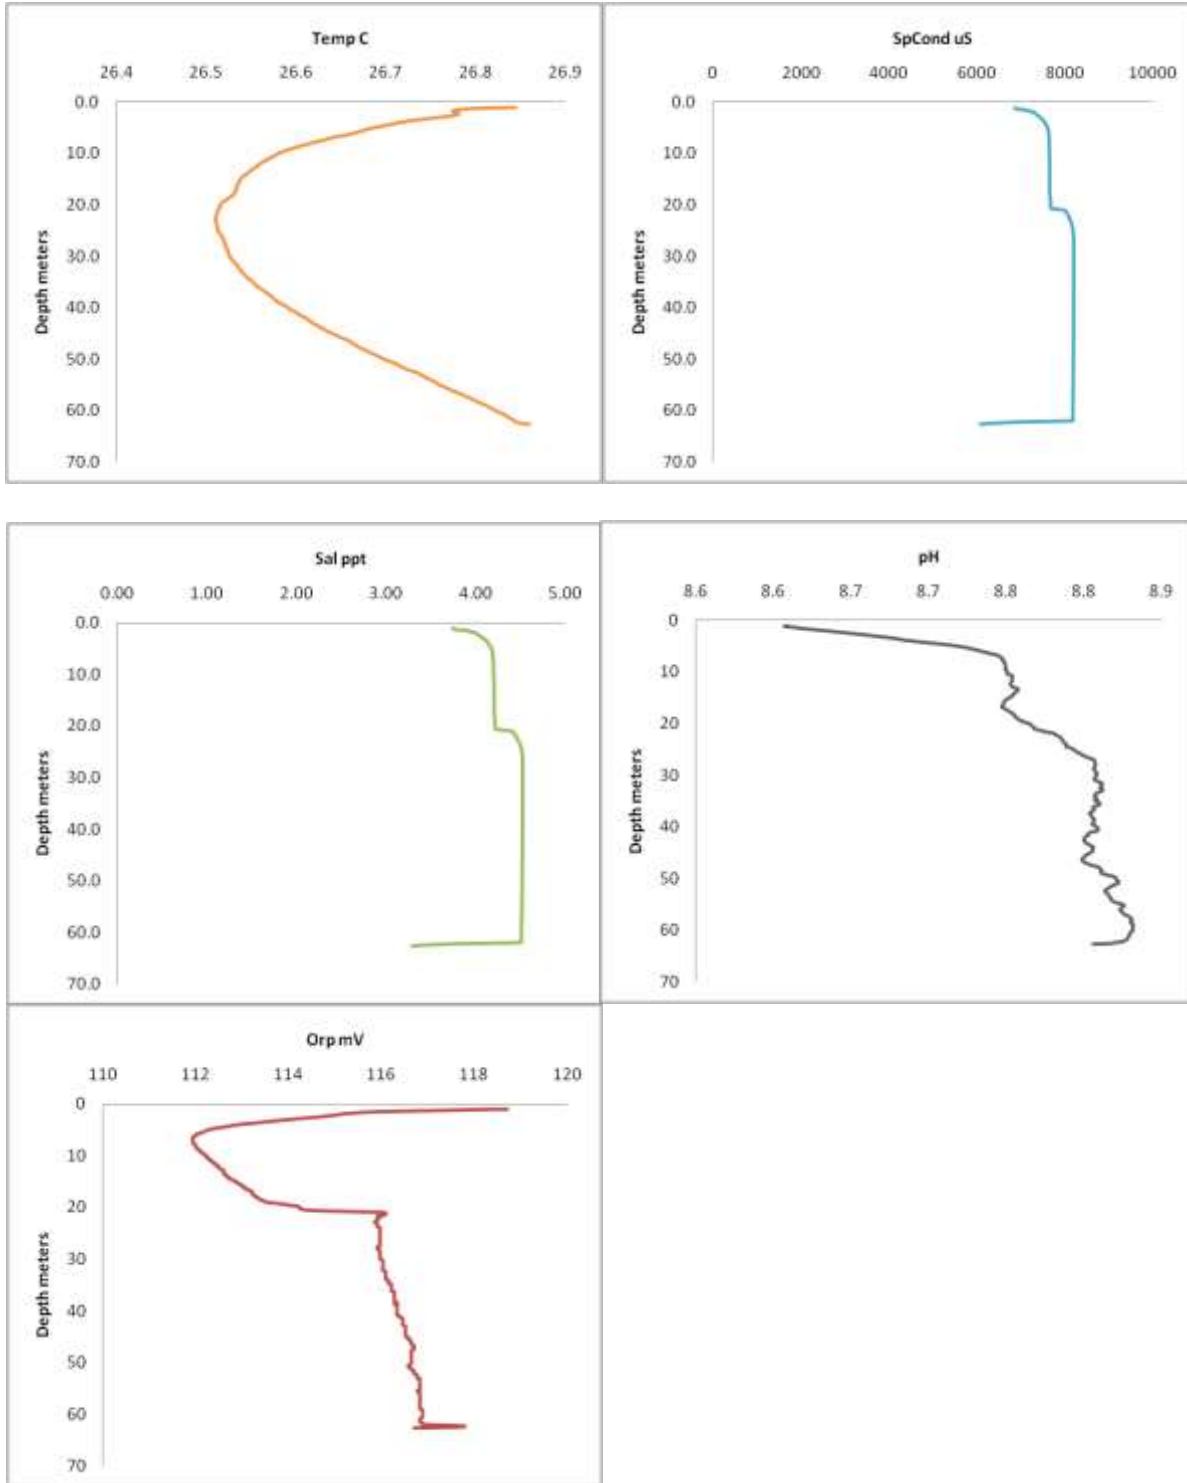 Temp C
26.4 26.5 26.6 26.7 26.8 26.9
0.0
10.0
20.0
30.0
40.0
50.0
60.0
70.0
Depth meters
SpCond uS
0 2000 4000 6000 8000 10000
0.0
10.0
20.0
30.0
40.0
50.0
60.0
70.0
Depth meters
Sal ppt
0.00 1.00 2.00 3.00 4.00 5.00
0.0
10.0
20.0
30.0
40.0
50.0
60.0
70.0
Depth meters
pH
8.6 8.6 8.7 8.7 8.8 8.8 8.9
0
10
20
30
40
50
60
70
Depth meters
Orp mV
110 112 114 116 118 120
0
10
20
30
40
50
60
70
Depth meters